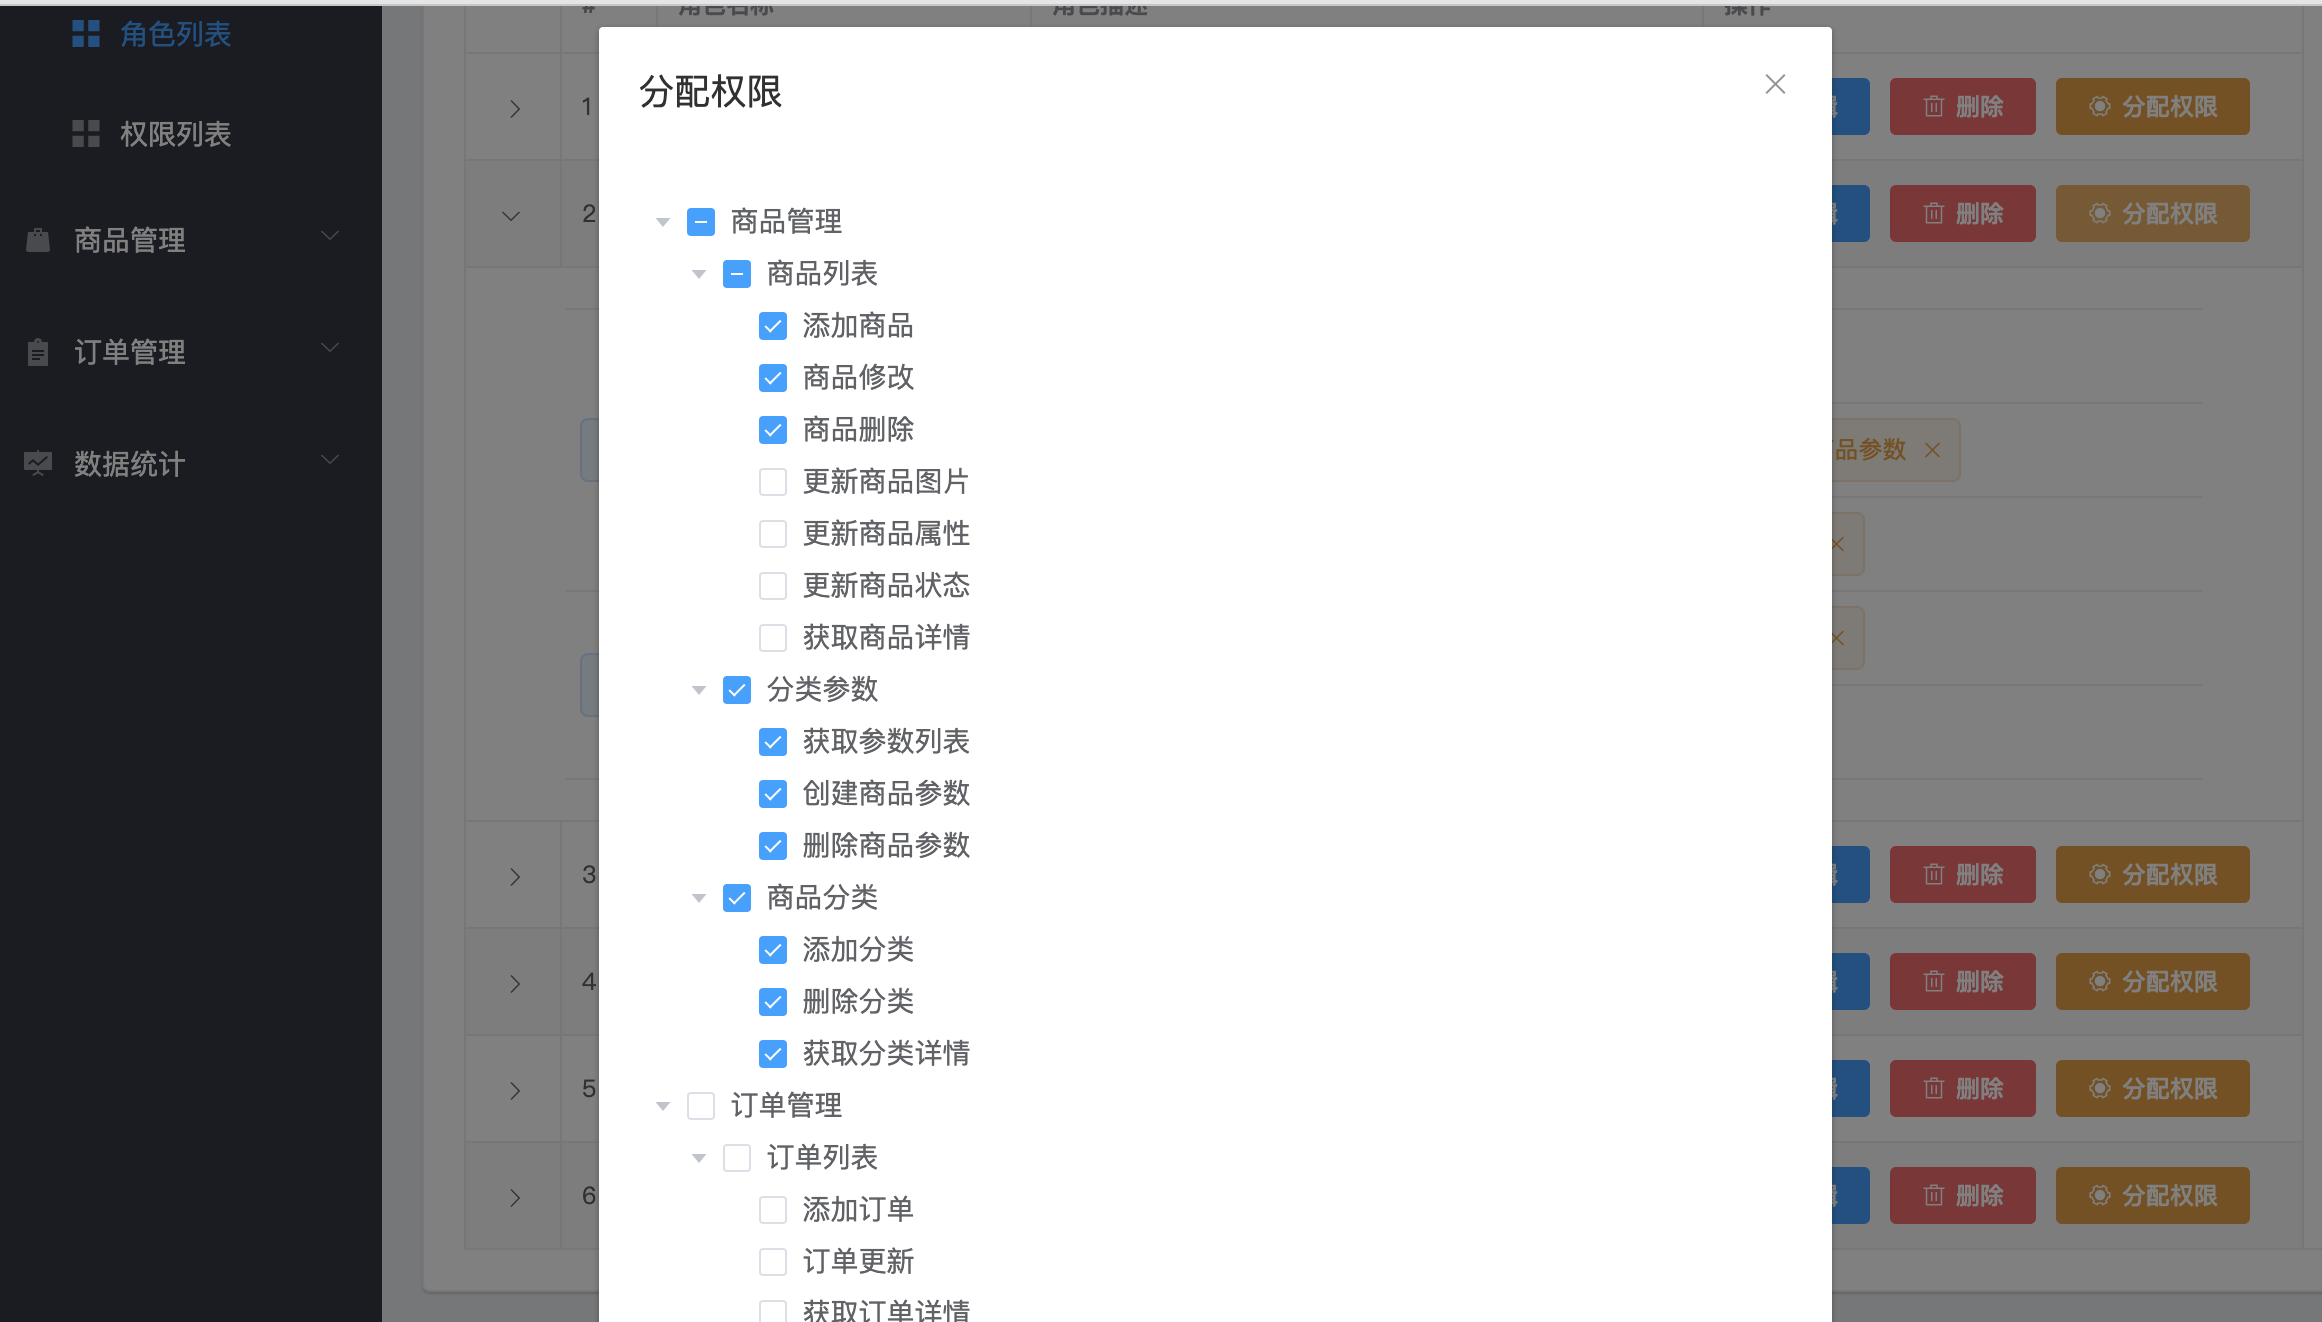 # 角色名称 角色描述 操作
角色列表
权限列表
商品管理
订单管理
数据统计
分配权限
商品管理
商品列表
添加商品
商品修改
商品删除
更新商品图片
更新商品属性
更新商品状态
获取商品详情
分类参数
获取参数列表
创建商品参数
删除商品参数
商品分类
添加分类
删除分类
获取分类详情
订单管理
订单列表
添加订单
订单更新
获取订单详情
1 删除 分配权限
2 删除 分配权限
品参数
3 删除 分配权限
4 删除 分配权限
5 删除 分配权限
6 删除 分配权限